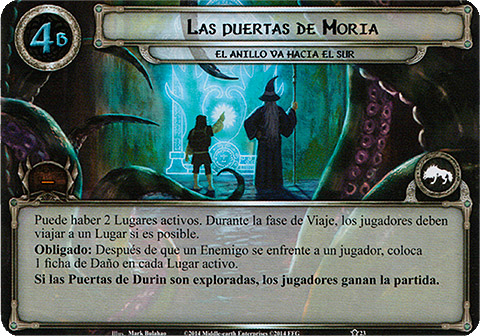 4B
LAS PUERTAS DE MORIA
EL ANILLO VA HACIA EL SUR
Puede haber 2 Lugares activos. Durante la fase de Viaje, los jugadores deben
viajar a un Lugar si es posible.
Obligado: Después de que un Enemigo se enfrente a un jugador, coloca
1 ficha de Daño en cada Lugar activo.
Si las Puertas de Durin son exploradas, los jugadores ganan la partida.
Illus. Mark Bulahao ©2014 Middle-earth Enterprises ©2014 FFG 23